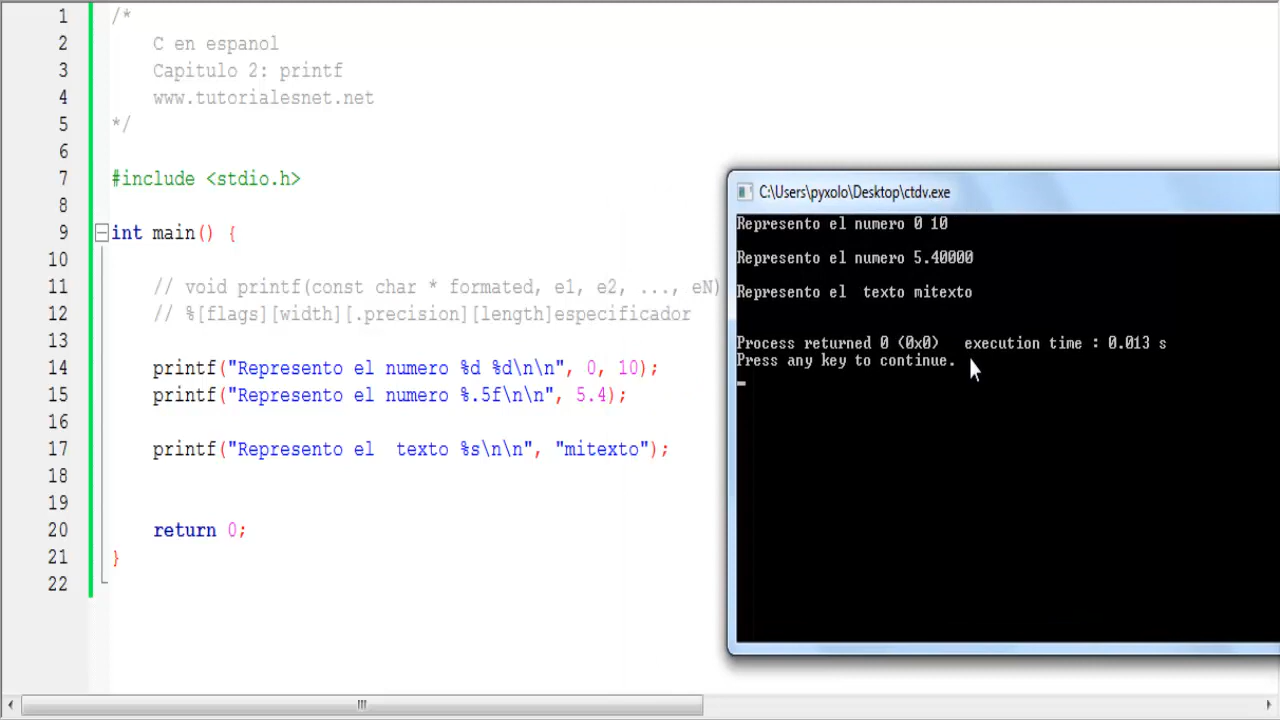 1 /*
2 C en espanol
3 Capitulo 2: printf
4 www.tutorialesnet.net
5 */
6
7 #include <stdio.h>
8
9 int main() {
10
11 // void printf(const char * formated, e1, e2, ..., eN)
12 // %[flags][width][.precision][length]especificador
13
14 printf("Represento el numero %d %d\n\n", 0, 10);
15 printf("Represento el numero %.5f\n\n", 5.4);
16
17 printf("Represento el  texto %s\n\n", "mitexto");
18
19
20 return 0;
21 }
22
C:\Users\pyxolo\Desktop\ctdv.exe
Represento el numero 0 10
Represento el numero 5.40000
Represento el  texto mitexto
Process returned 0 (0x0)   execution time : 0.013 s
Press any key to continue.